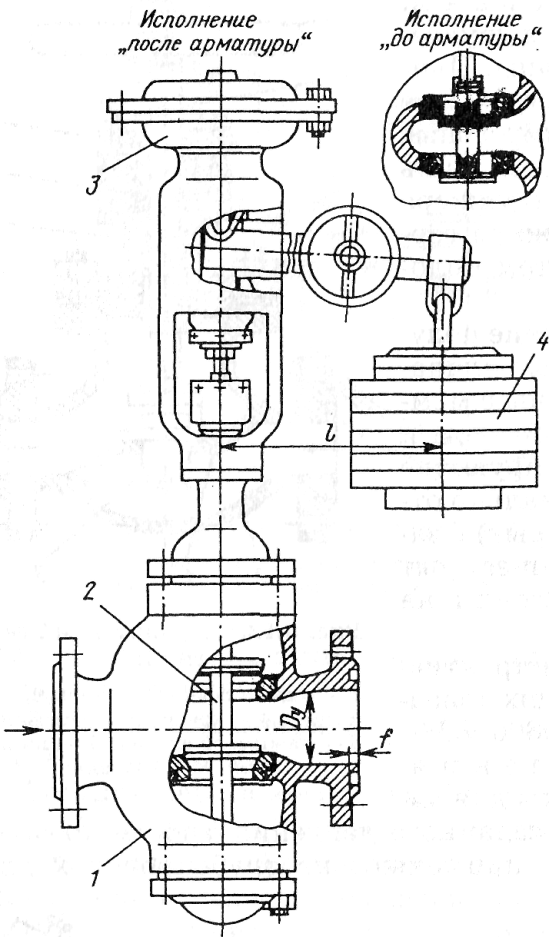 Исполнение
„после арматуры“
Исполнение
„до арматуры“
3
4
l
2
Dу
f
1